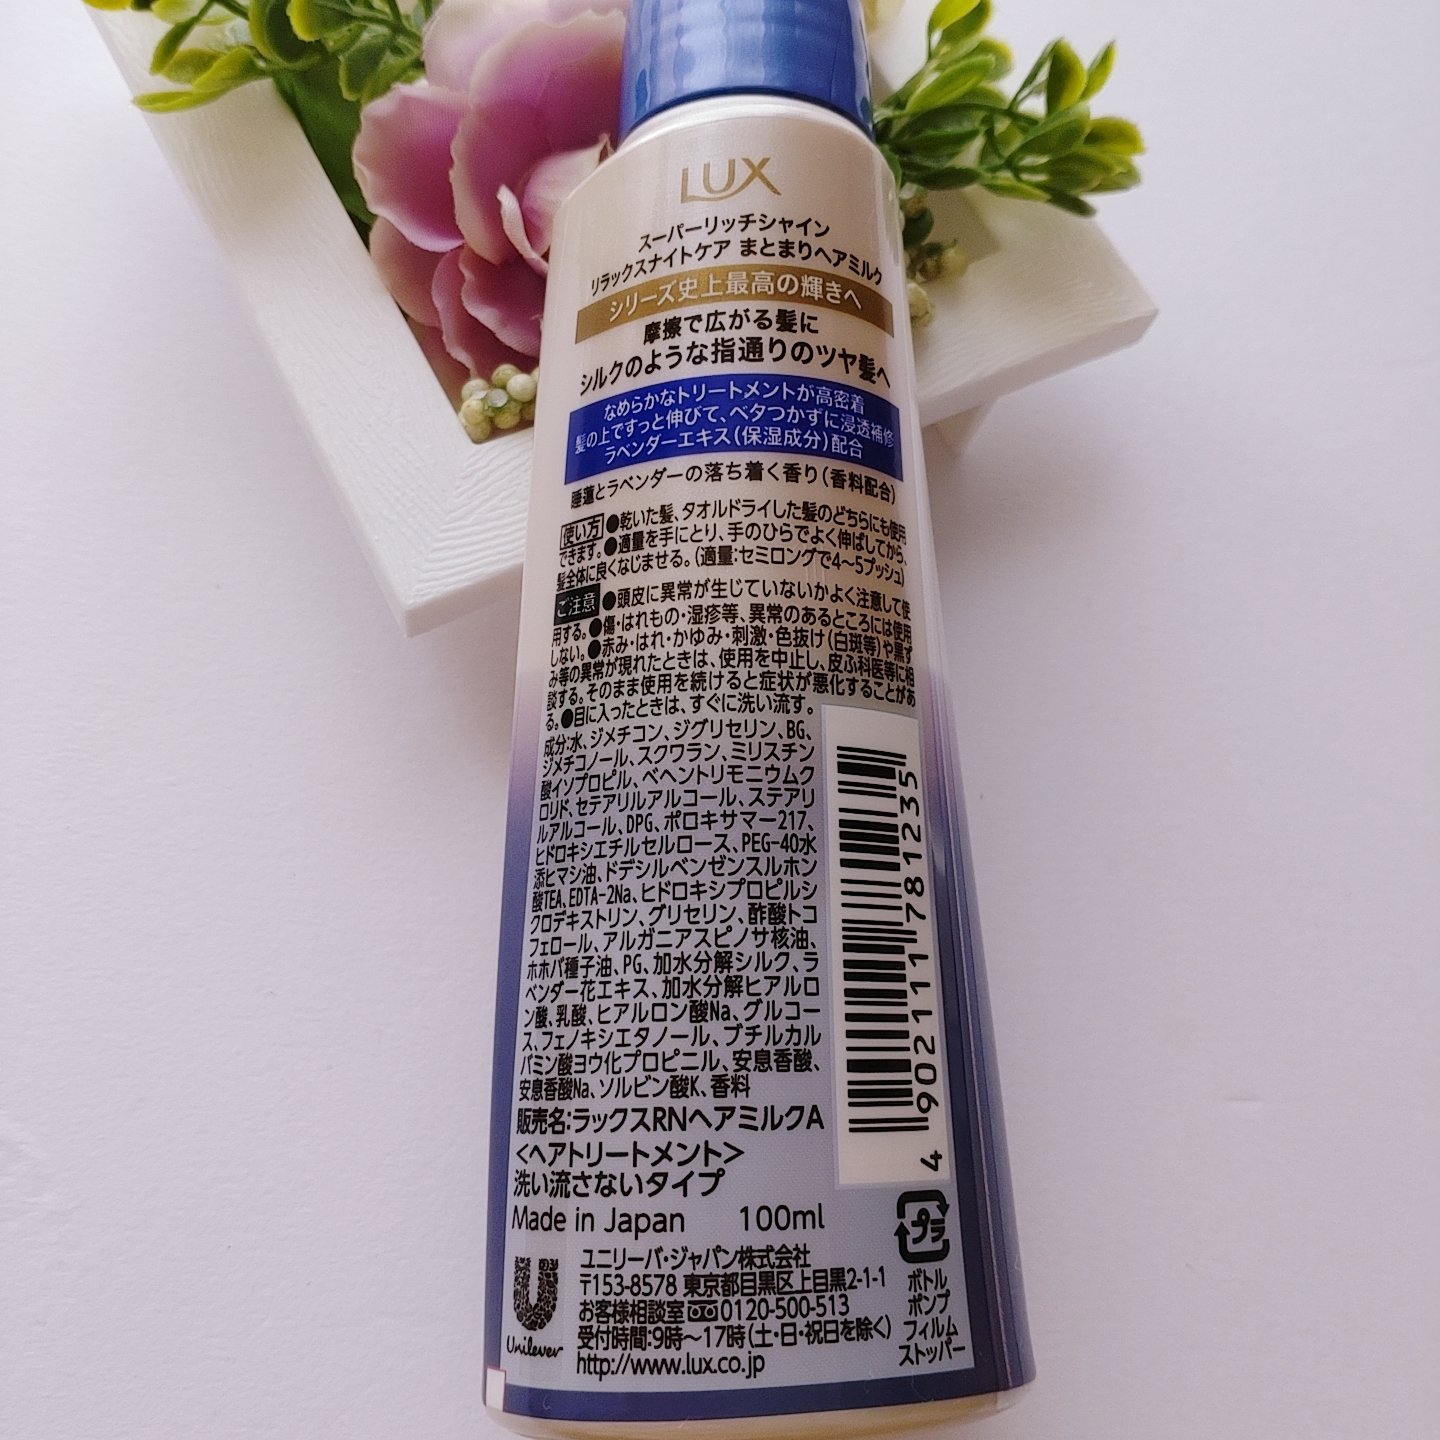 LUX
スーパーリッチシャイン
リラックスナイトケア まとまりヘアミルク
シリーズ史上最高の輝きへ
摩擦で広がる髪に
シルクのような指通りのツヤ髪へ
なめらかなトリートメントが高密着
髪の上ですっと伸びて、ベタつかずに浸透補修
ラベンダーエキス(保湿成分)配合
睡蓮とラベンダーの落ち着く香り(香料配合)
使い方 ●乾いた髪、タオルドライした髪のどちらにも使用
できます。●適量を手にとり、手のひらでよく伸ばしてから、
髪全体に良くなじませる。(適量:セミロングで4~5プッシュ)
ご注意 ●頭皮に異常が生じていないかよく注意して使
用する。●傷・はれもの・湿疹等、異常のあるところには使用
しない。●赤み・はれ・かゆみ・刺激・色抜け(白斑等)や黒ず
み等の異常が現れたときは、使用を中止し、皮ふ科医等に相
談する。そのまま使用を続けると症状が悪化することがあ
る。●目に入ったときは、すぐに洗い流す。
成分:水、ジメチコン、ジグリセリン、BG、
ジメチコノール、スクワラン、ミリスチン
酸イソプロピル、ベヘントリモニウムク
ロリド、セテアリルアルコール、ステアリ
ルアルコール、DPG、ポロキサマー217、
ヒドロキシエチルセルロース、PEG-40水
添ヒマシ油、ドデシルベンゼンスルホン
酸TEA、EDTA-2Na、ヒドロキシプロピルシ
クロデキストリン、グリセリン、酢酸トコ
フェロール、アルガニアスピノサ核油、
ホホバ種子油、PG、加水分解シルク、ラ
ベンダー花エキス、加水分解ヒアルロ
ン酸、乳酸、ヒアルロン酸Na、グルコー
ス、フェノキシエタノール、ブチルカル
バミン酸ヨウ化プロピニル、安息香酸、
安息香酸Na、ソルビン酸K、香料
販売名:ラックスRNヘアミルクA
<ヘアトリートメント>
洗い流さないタイプ
Made in Japan 100ml
4 902111 781235
Unilever
ユニリーバ・ジャパン株式会社
〒153-8578 東京都目黒区上目黒2-1-1
お客様相談室 0120-500-513
受付時間:9時~17時(土・日・祝日を除く)
http://www.lux.co.jp
プラ
ボトル
ポンプ
フィルム
ストッパー